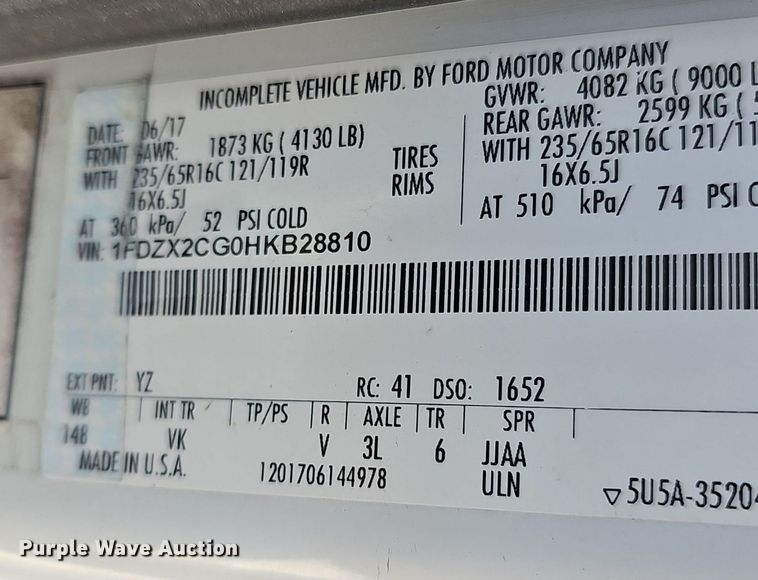 INCOMPLETE VEHICLE MFD. BY FORD MOTOR COMPANY
DATE: 06/17 GVWR: 4082 KG ( 9000 L
FRONT GAWR: 1873 KG ( 4130 LB) REAR GAWR: 2599 KG (
WITH 235/65R16C 121/119R TIRES WITH 235/65R16C 121/11
16X6.5J RIMS 16X6.5J
AT 360 kPa/ 52 PSI COLD AT 510 kPa/ 74 PSI C
VIN: 1FDZX2CG0HKB28810
EXT PNT: YZ RC: 41 DSO: 1652
WB INT TR TP/PS R AXLE TR SPR
148 VK V 3L 6 JJAA
MADE IN U.S.A. 1201706144978 ULN ▽5U5A-35204
Purple Wave Auction